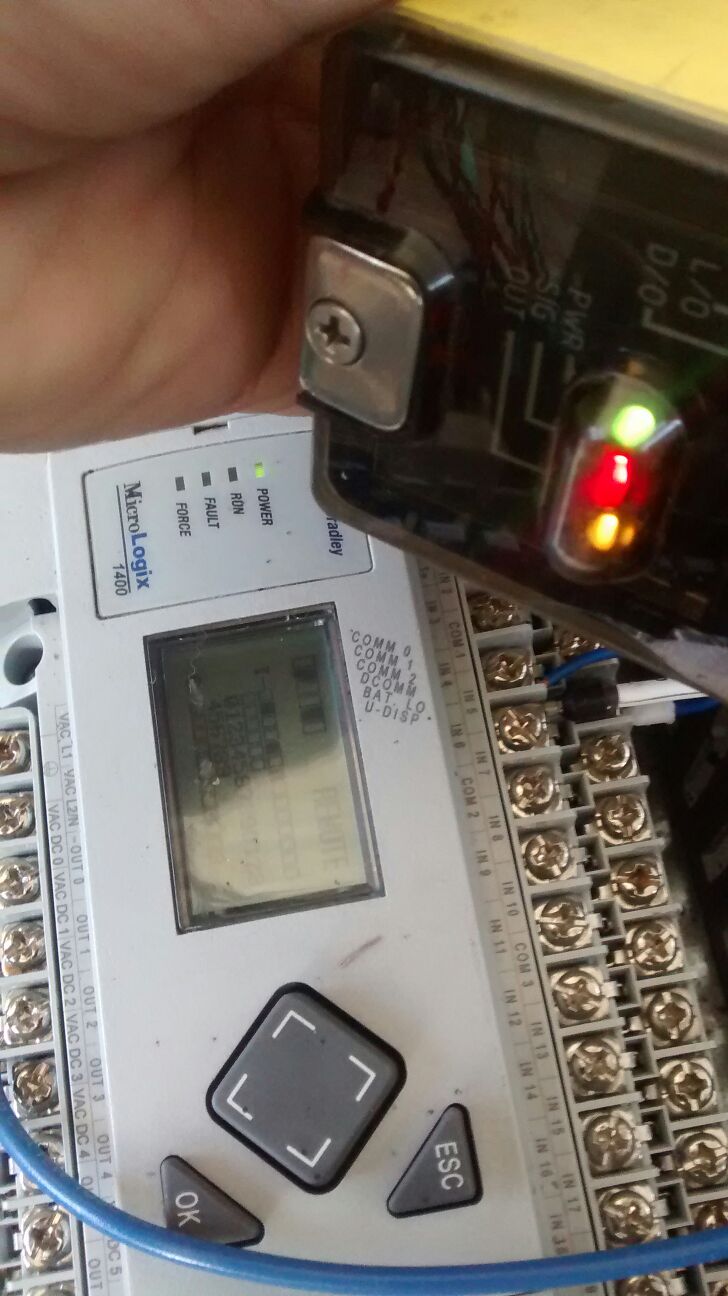 L/O
D/O
PWR
SIG
OUT
radley
POWER
RUN
FAULT
FORCE
MicroLogix
1400
COMM 0
COMM 1
COMM 2
DCOMM
BAT. LO
U-DISP
REMOTE
IN 3
COM 1
IN 4
IN 5
IN 6
IN 7
COM 2
IN 8
IN 9
IN 10
IN 11
COM 3
IN 12
IN 13
IN 14
IN 15
IN 16
IN 17
VAC L1
VAC L2/N
OUT 0
VAC DC 0
VAC DC 1
OUT 1
VAC DC 2
OUT 2
VAC DC 3
OUT 3
VAC DC 4
OUT 4
DC 5
OUT
ESC
OK